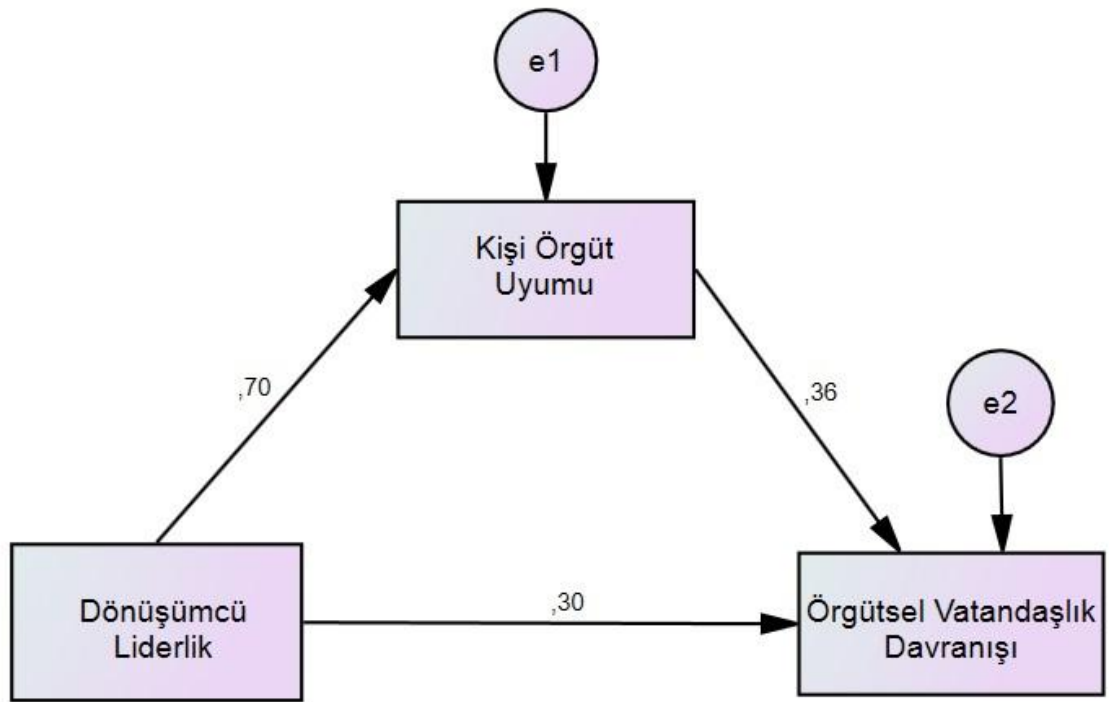 e1
Kişi Örgüt
Uyumu
,70
,36
e2
Dönüşümcü
Liderlik
,30
Örgütsel Vatandaşlık
Davranışı